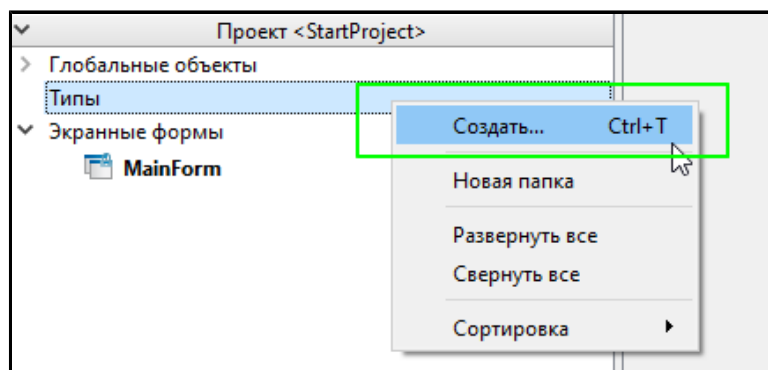 Проект <StartProject>
Глобальные объекты
Типы
Создать... Ctrl+T
Экранные формы
MainForm
Новая папка
Развернуть все
Свернуть все
Сортировка